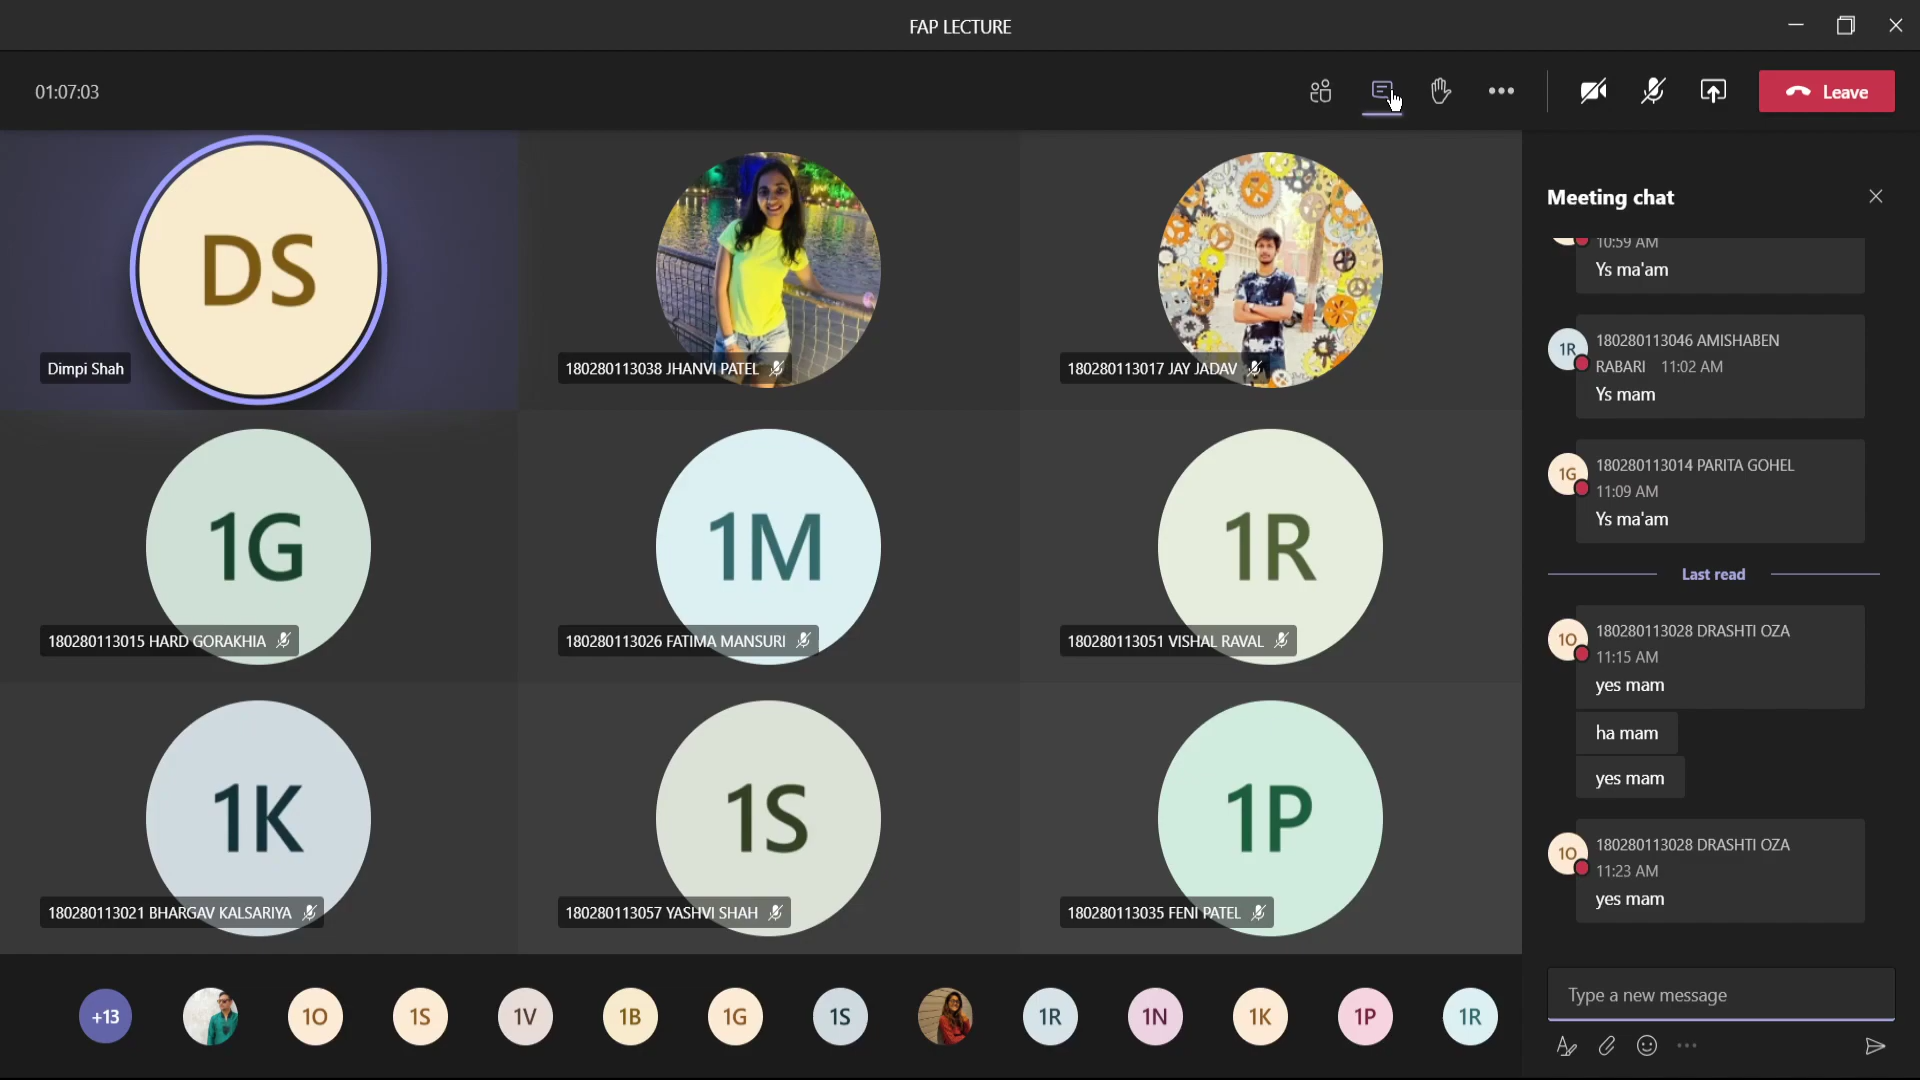 FAP LECTURE
01:07:03
Leave
DS
Dimpi Shah
180280113038 JHANVI PATEL
180280113017 JAY JADAV
1G
180280113015 HARD GORAKHIA
1M
180280113026 FATIMA MANSURI
1R
180280113051 VISHAL RAVAL
1K
180280113021 BHARGAV KALSARIYA
1S
180280113057 YASHVI SHAH
1P
180280113035 FENI PATEL
+13
1O
1S
1V
1B
1G
1S
1R
1N
1K
1P
1R
Meeting chat
10:59 AM
Ys ma'am
1R
180280113046 AMISHABEN
RABARI 11:02 AM
Ys mam
1G
180280113014 PARITA GOHEL
11:09 AM
Ys ma'am
Last read
1O
180280113028 DRASHTI OZA
11:15 AM
yes mam
ha mam
yes mam
1O
180280113028 DRASHTI OZA
11:23 AM
yes mam
Type a new message